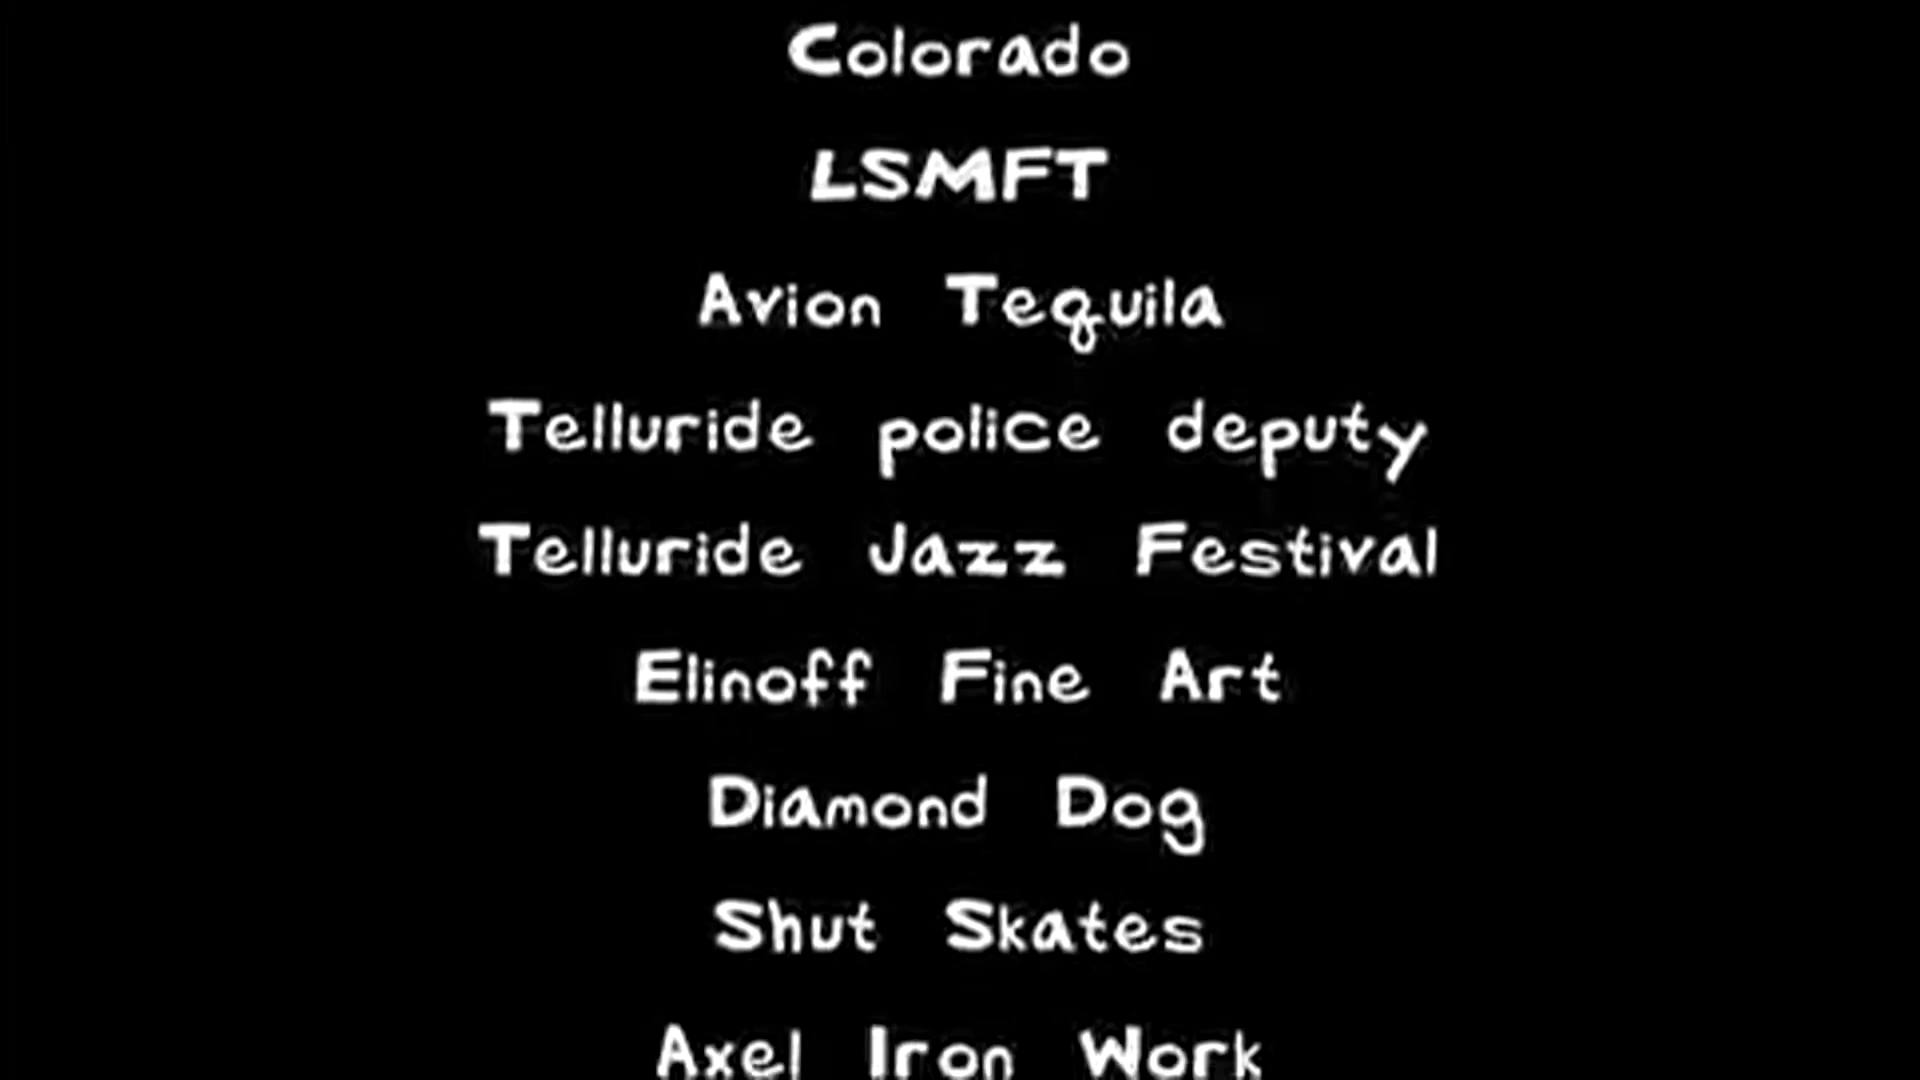 Colorado
LSMFT
Avion Tequila
Telluride police deputy
Telluride Jazz Festival
Elinoff Fine Art
Diamond Dog
Shut Skates
Axel Iron Work